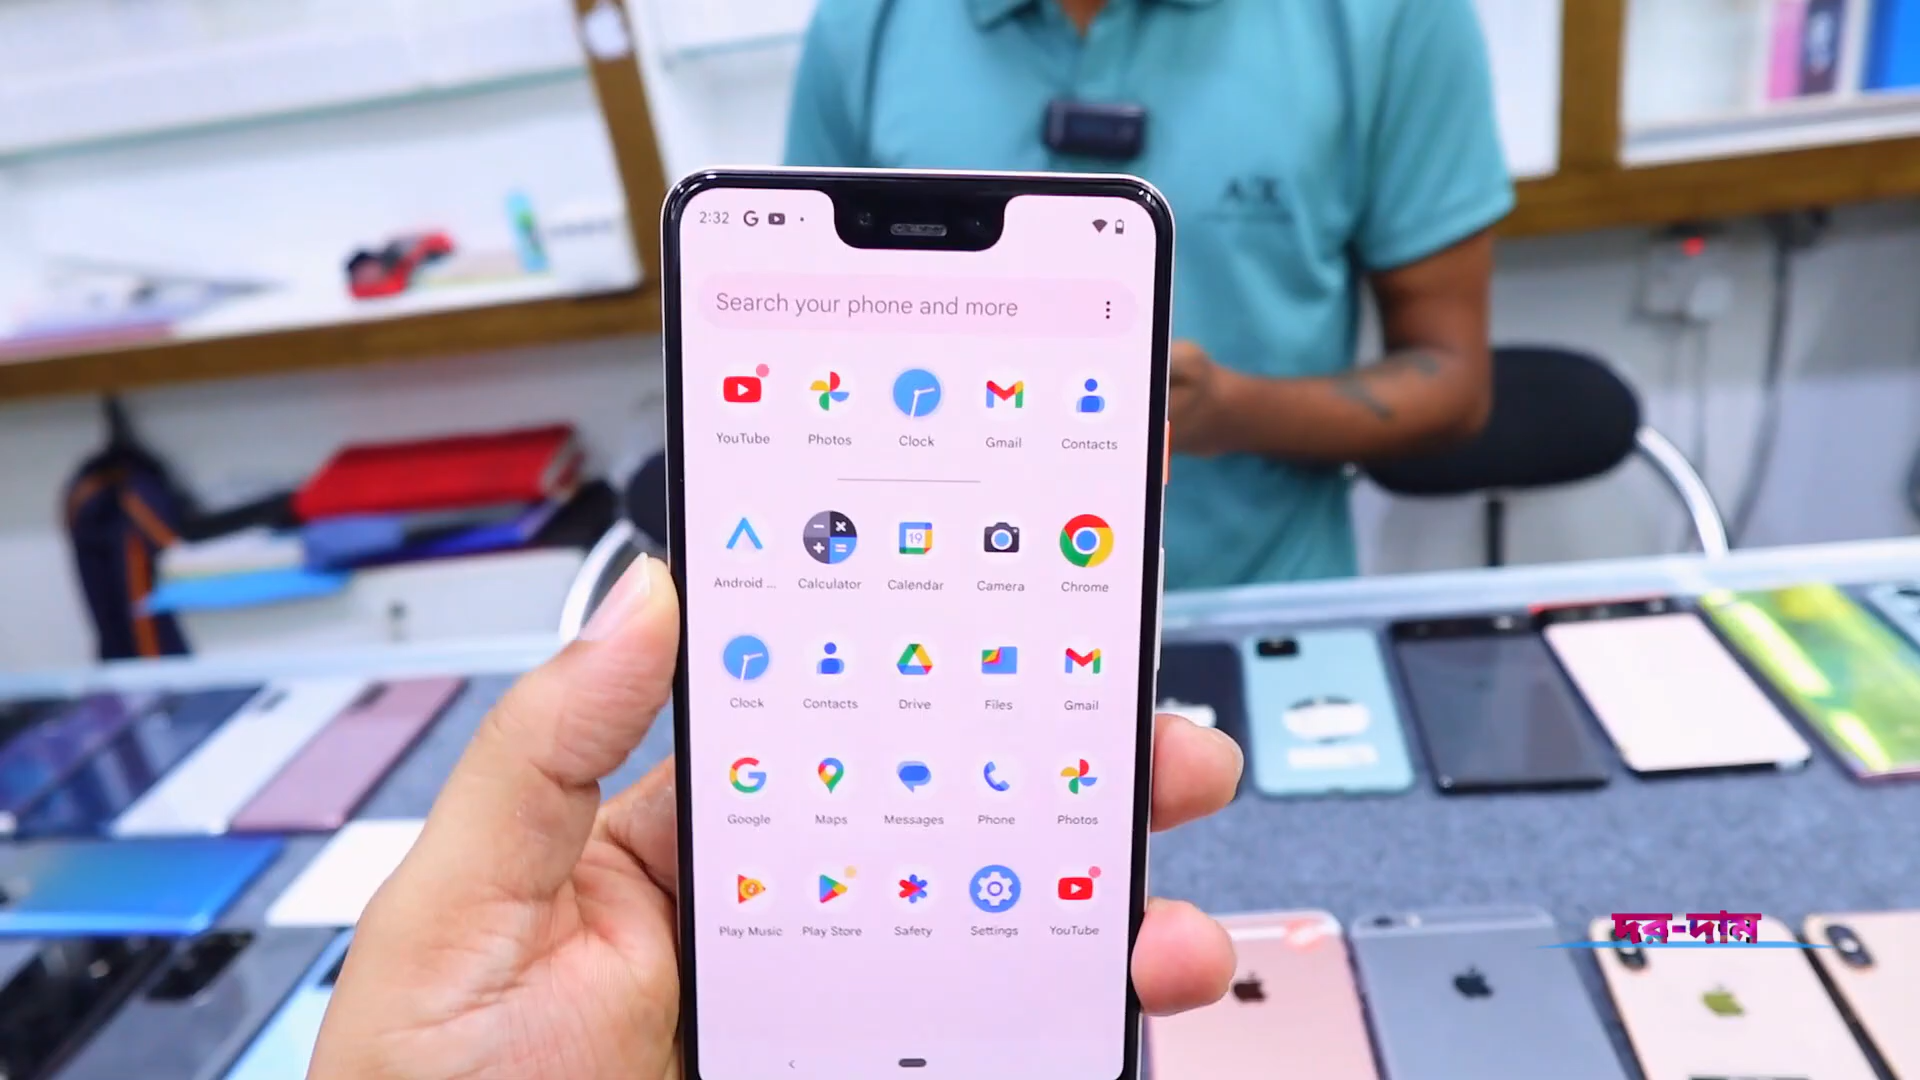 2:32
Search your phone and more
YouTube Photos Clock Gmail Contacts
Android ... Calculator Calendar Camera Chrome
19
Clock Contacts Drive Files Gmail
Google Maps Messages Phone Photos
Play Music Play Store Safety Settings YouTube
দর-দাম